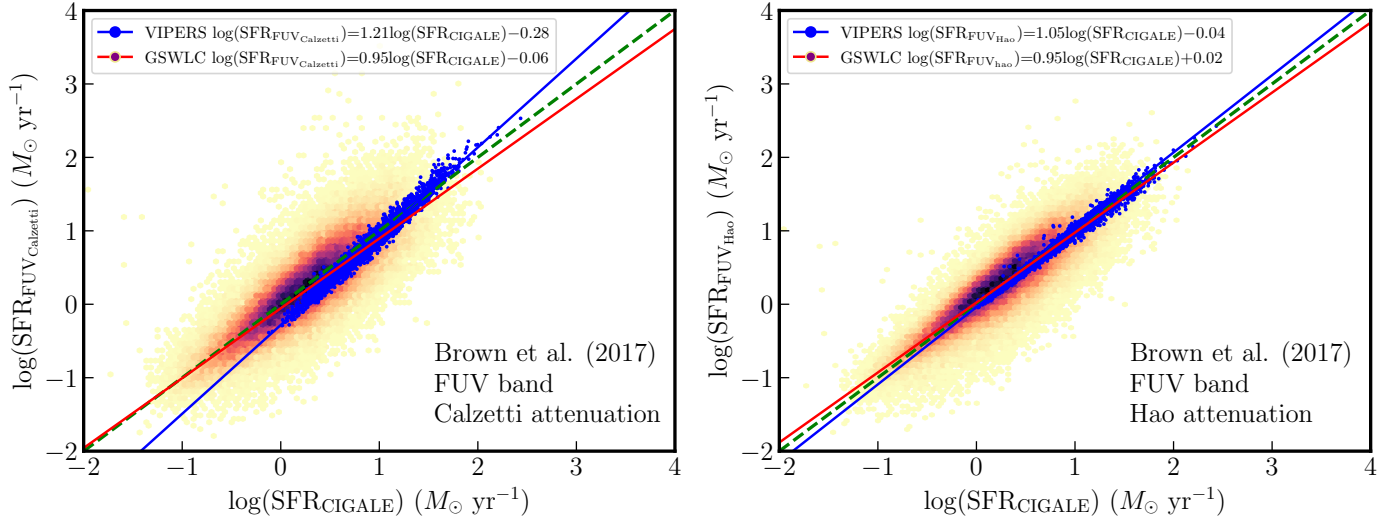 VIPERS log(SFR_FUV_Calzetti)=1.21log(SFR_CIGALE)−0.28
GSWLC log(SFR_FUV_Calzetti)=0.95log(SFR_CIGALE)−0.06
log(SFR_FUV_Calzetti) (M⊙ yr⁻¹)
4
3
2
1
0
−1
−2
Brown et al. (2017)
FUV band
Calzetti attenuation
−2 −1 0 1 2 3 4
log(SFR_CIGALE) (M⊙ yr⁻¹)
VIPERS log(SFR_FUV_Hao)=1.05log(SFR_CIGALE)−0.04
GSWLC log(SFR_FUV_hao)=0.95log(SFR_CIGALE)+0.02
log(SFR_FUV_Hao) (M⊙ yr⁻¹)
4
3
2
1
0
−1
−2
Brown et al. (2017)
FUV band
Hao attenuation
−2 −1 0 1 2 3 4
log(SFR_CIGALE) (M⊙ yr⁻¹)